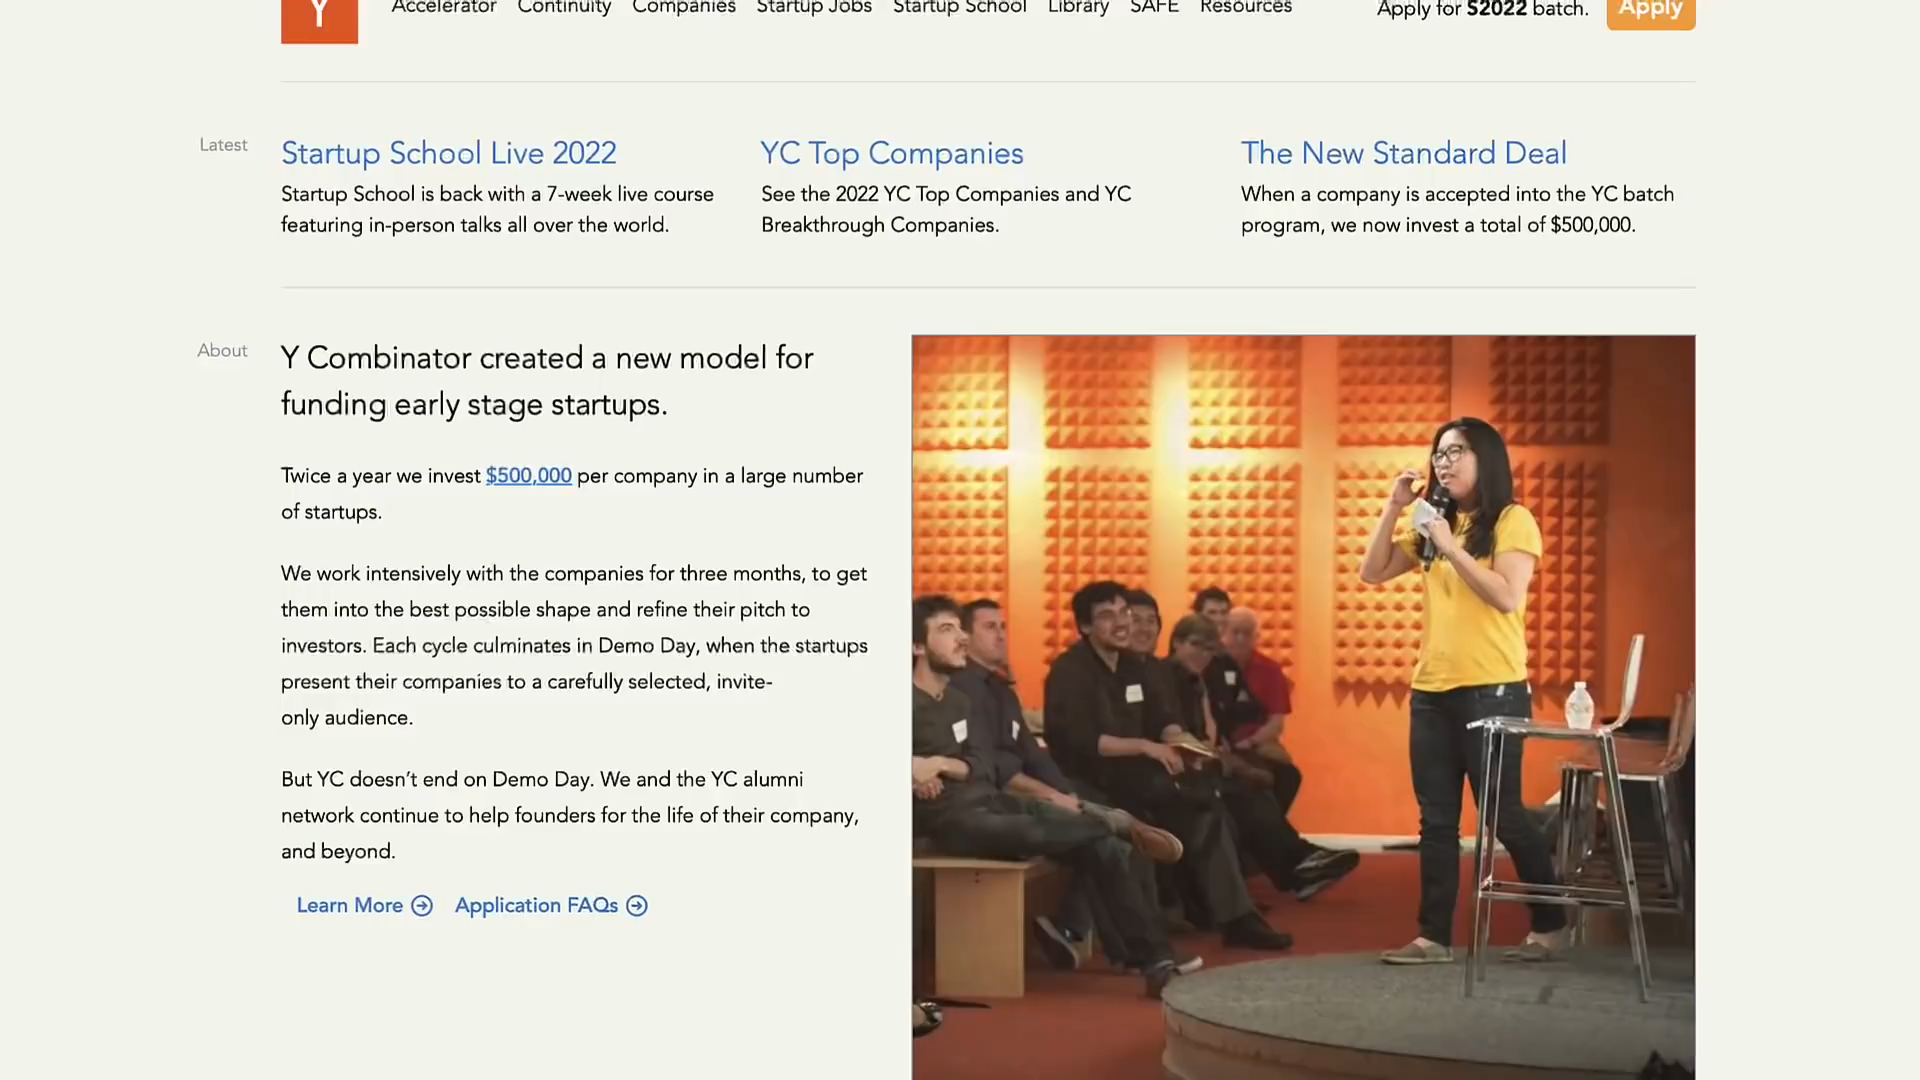 Y
Accelerator Continuity Companies Startup Jobs Startup School Library SAFE Resources
Apply for S2022 batch.
Apply
Latest
Startup School Live 2022
Startup School is back with a 7-week live course
featuring in-person talks all over the world.
YC Top Companies
See the 2022 YC Top Companies and YC
Breakthrough Companies.
The New Standard Deal
When a company is accepted into the YC batch
program, we now invest a total of $500,000.
About
Y Combinator created a new model for
funding early stage startups.
Twice a year we invest $500,000 per company in a large number
of startups.
We work intensively with the companies for three months, to get
them into the best possible shape and refine their pitch to
investors. Each cycle culminates in Demo Day, when the startups
present their companies to a carefully selected, invite-
only audience.
But YC doesn’t end on Demo Day. We and the YC alumni
network continue to help founders for the life of their company,
and beyond.
Learn More
Application FAQs